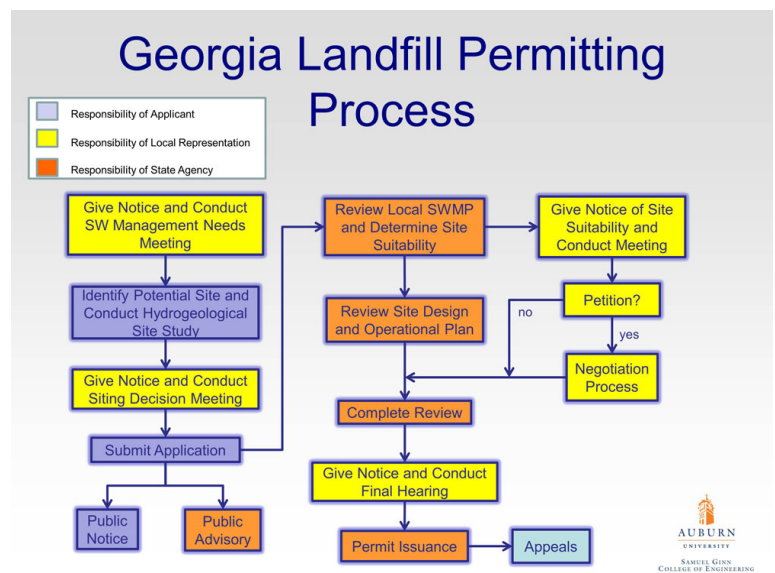 Georgia Landfill Permitting
Process
Responsibility of Applicant
Responsibility of Local Representation
Responsibility of State Agency
Give Notice and Conduct
SW Management Needs
Meeting
Identify Potential Site and
Conduct Hydrogeological
Site Study
Give Notice and Conduct
Siting Decision Meeting
Submit Application
Public
Notice
Public
Advisory
Review Local SWMP
and Determine Site
Suitability
Review Site Design
and Operational Plan
Complete Review
Give Notice and Conduct
Final Hearing
Permit Issuance
Appeals
Give Notice of Site
Suitability and
Conduct Meeting
Petition?
no
yes
Negotiation
Process
AUBURN
UNIVERSITY
SAMUEL GINN
COLLEGE OF ENGINEERING